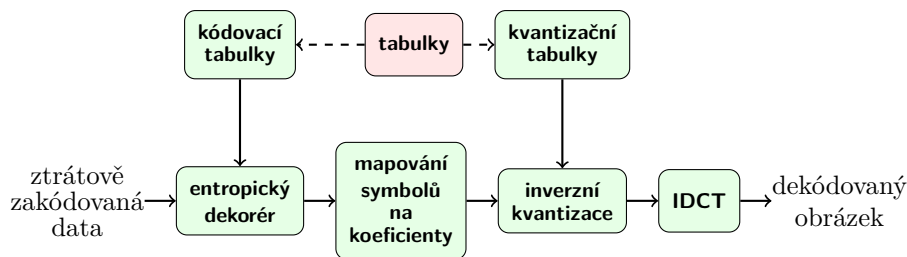 kódovací
tabulky
tabulky
kvantizační
tabulky
ztrátově
zakódovaná
data
entropický
dekorér
mapování
symbolů
na
koeficienty
inverzní
kvantizace
IDCT
dekódovaný
obrázek